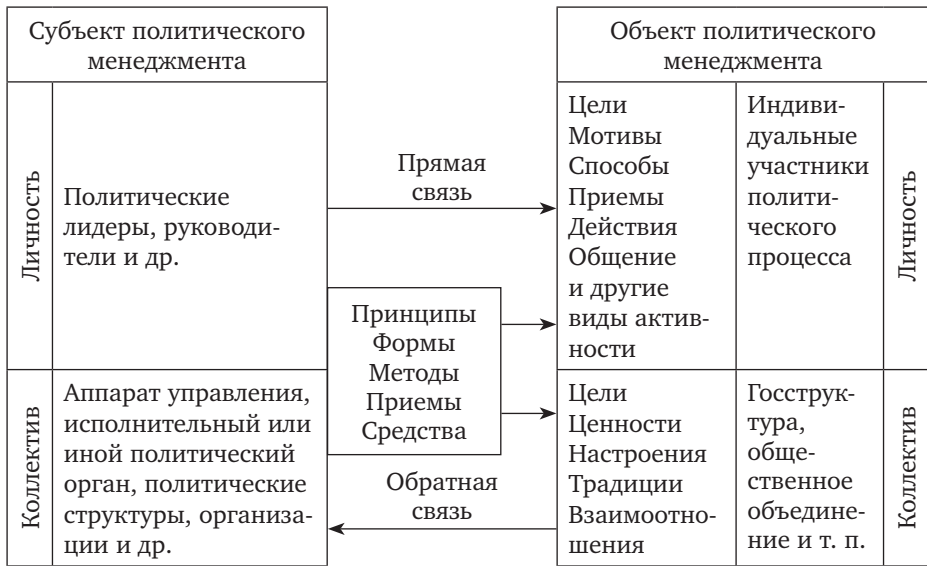 Субъект политического
менеджмента
Личность
Политические
лидеры, руководи-
тели и др.
Коллектив
Аппарат управления,
исполнительный или
иной политический
орган, политические
структуры, организа-
ции и др.
Прямая
связь
Принципы
Формы
Методы
Приемы
Средства
Обратная
связь
Объект политического
менеджмента
Цели
Мотивы
Способы
Приемы
Действия
Общение
и другие
виды актив-
ности
Индиви-
дуальные
участники
полити-
ческого
процесса
Личность
Цели
Ценности
Настроения
Традиции
Взаимоотно-
шения
Госструк-
тура,
обще-
ственное
объедине-
ние и т. п.
Коллектив